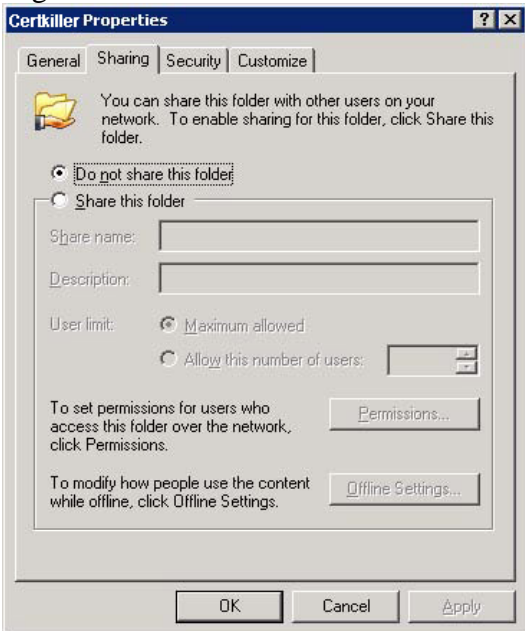 Certkiller Properties
General Sharing Security Customize
You can share this folder with other users on your
network. To enable sharing for this folder, click Share this
folder.
Do not share this folder
Share this folder
Share name:
Description:
User limit: Maximum allowed
Allow this number of users:
To set permissions for users who
access this folder over the network,
click Permissions.
Permissions...
To modify how people use the content
while offline, click Offline Settings.
Offline Settings...
OK Cancel Apply